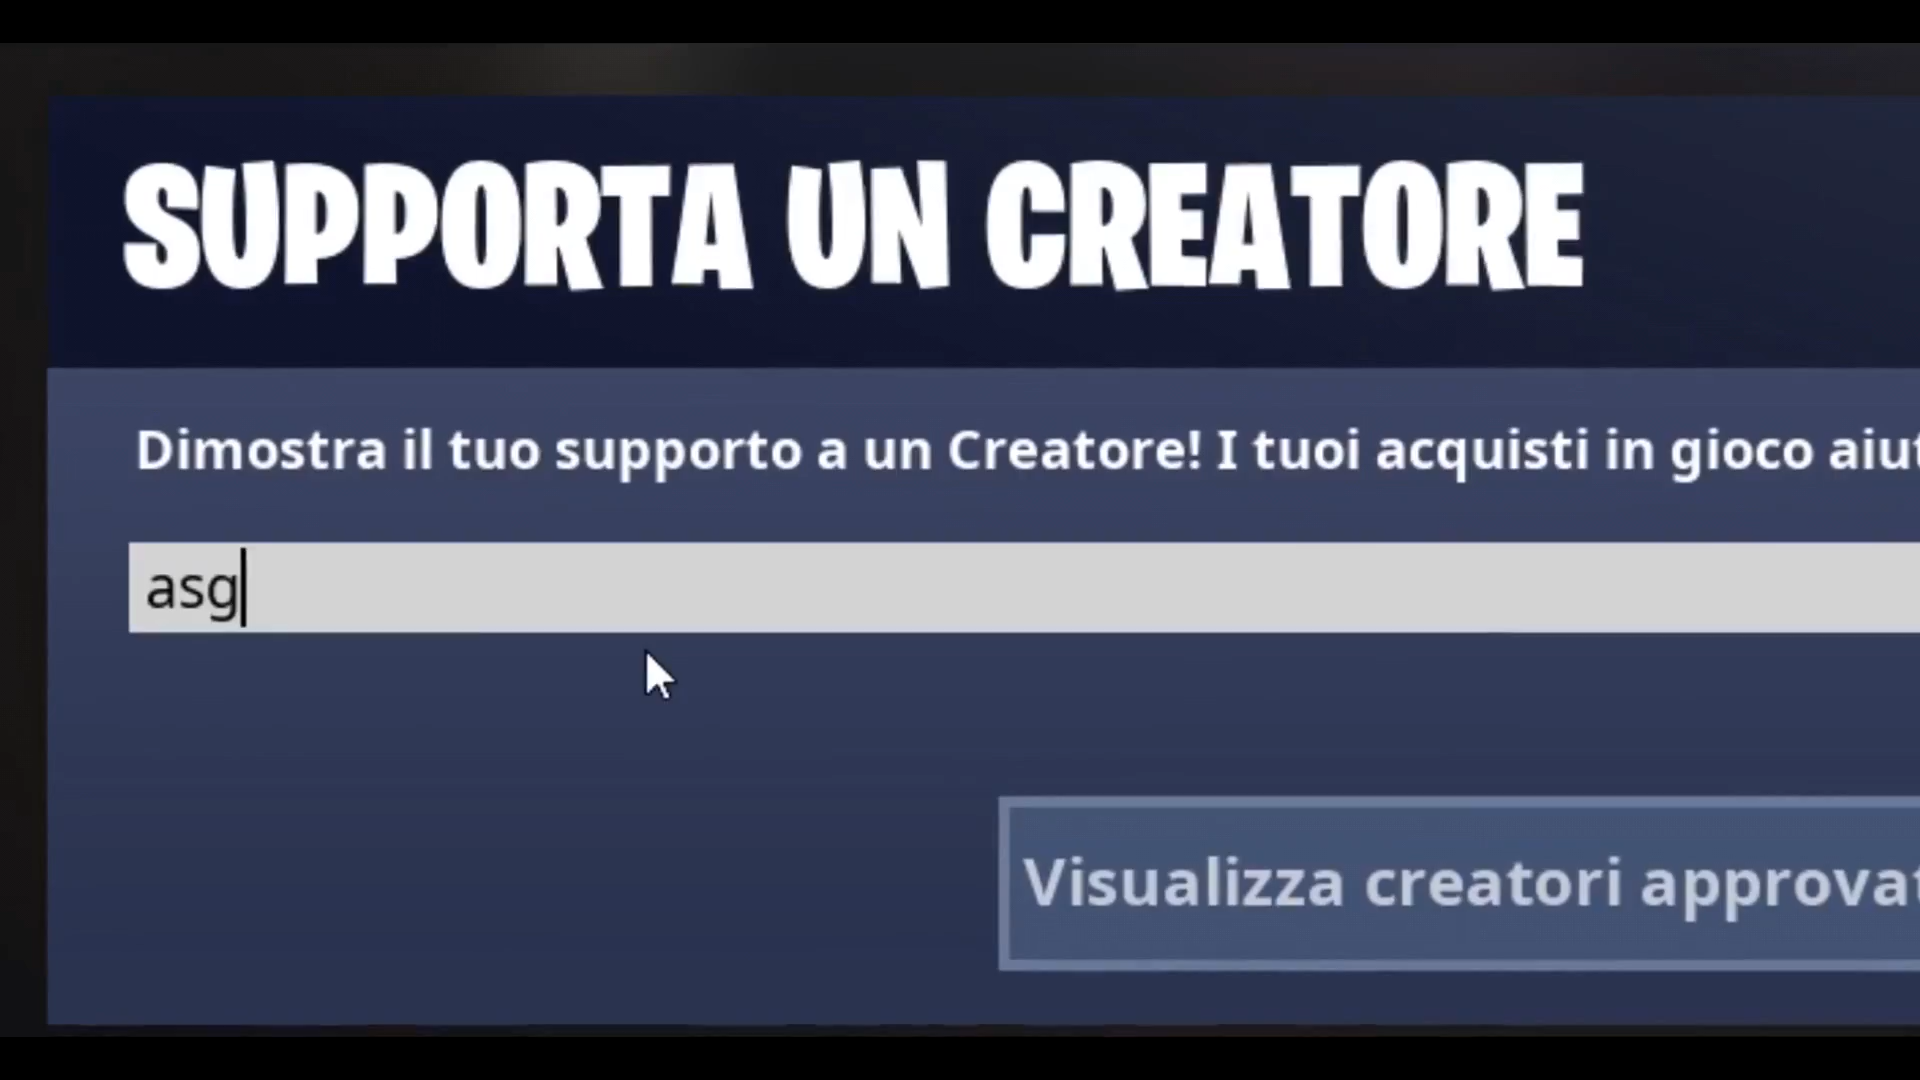 SUPPORTA UN CREATORE
Dimostra il tuo supporto a un Creatore! I tuoi acquisti in gioco
asg
Visualizza creatori